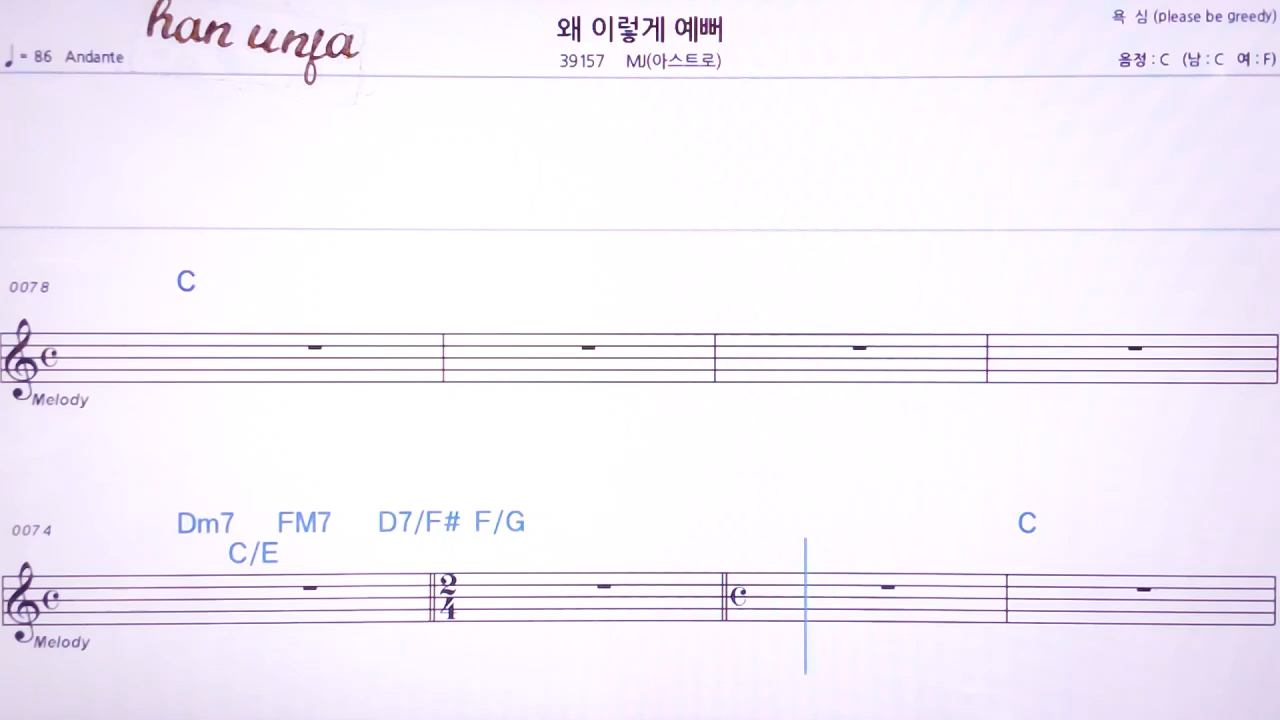 han unfa
왜 이렇게 예뻐
욕 심 (please be greedy)
♩ = 86 Andante
39157 MJ(아스트로)
음정 : C (남 : C 여 : F)
0078
C
Melody
0074
Dm7 FM7 D7/F# F/G C
C/E
2
4
Melody